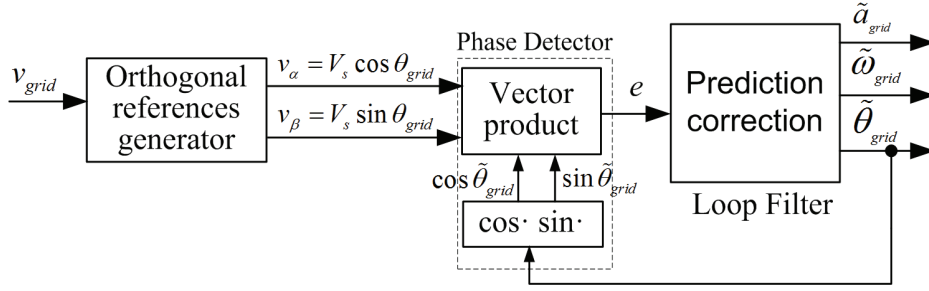 v_grid
Orthogonal
references
generator
v_α = V_s cos θ_grid
v_β = V_s sin θ_grid
Phase Detector
Vector
product
cos θ̃_grid
sin θ̃_grid
cos· sin·
e
Prediction
correction
Loop Filter
ã_grid
ω̃_grid
θ̃_grid